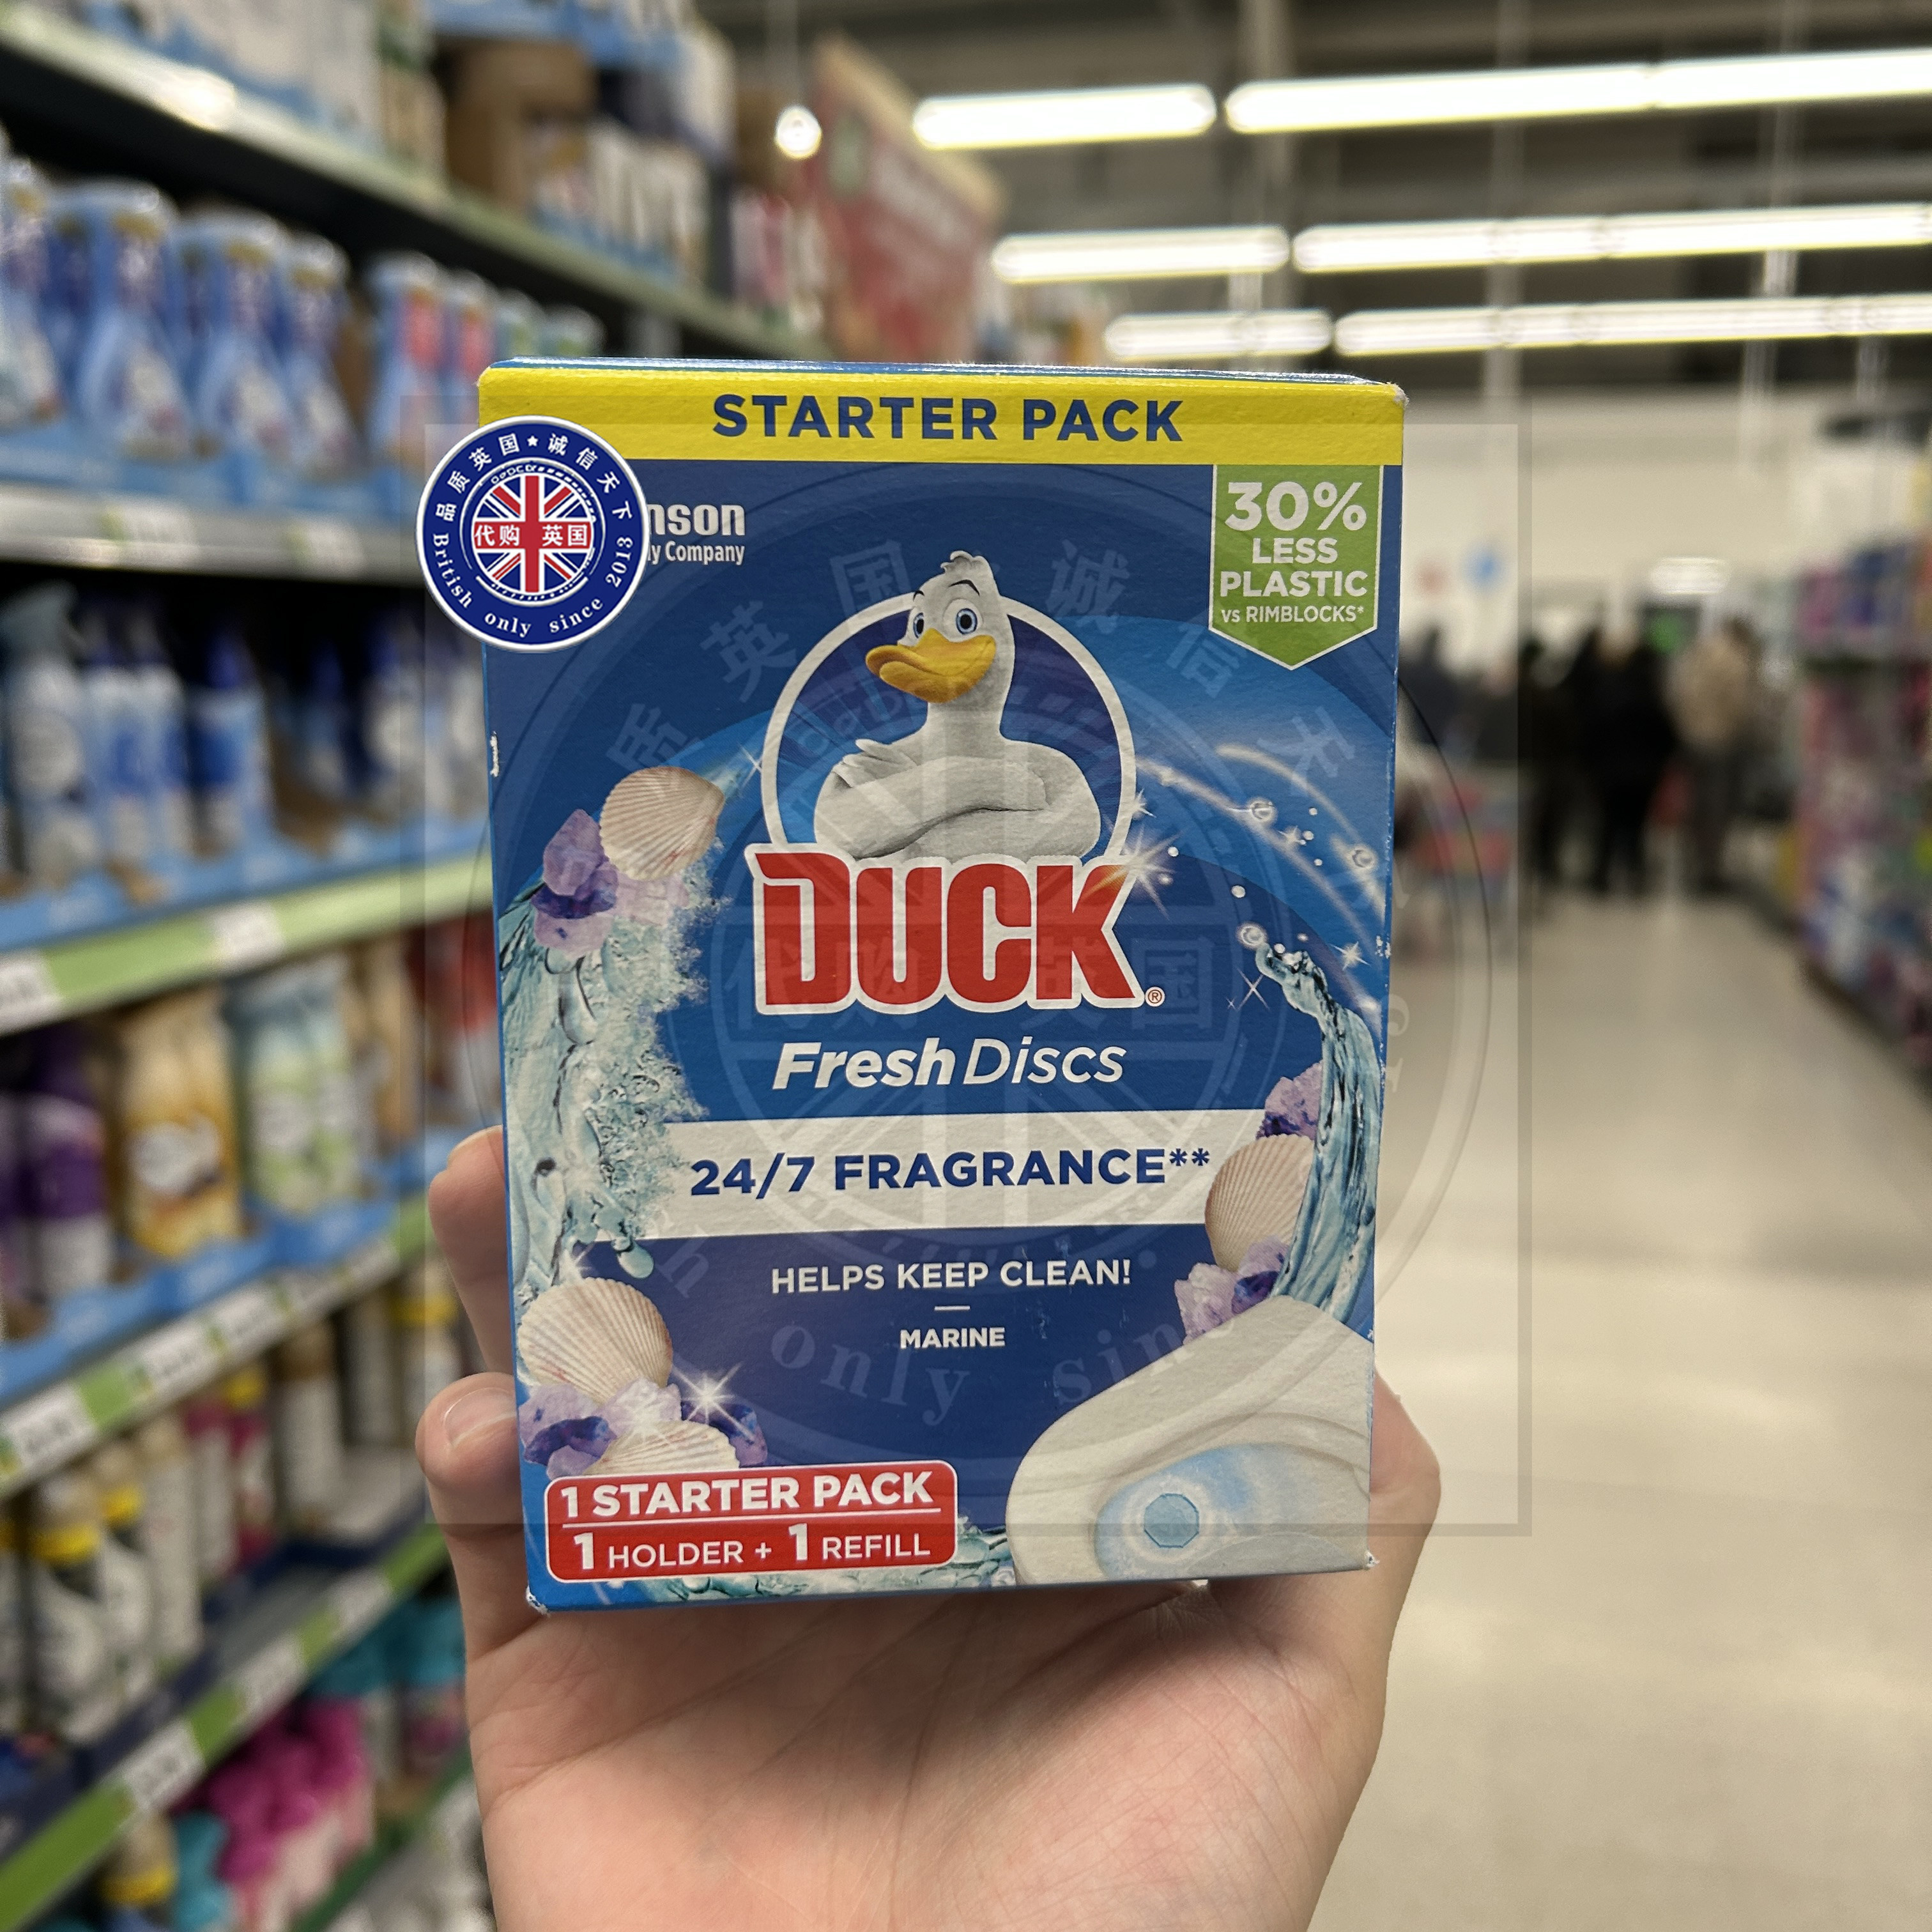 STARTER PACK
品质英国★诚信天下
代购 英国
British only since 2013
nson
ly Company
30%
LESS
PLASTIC
VS RIMBLOCKS*
DUCK®
Fresh Discs
24/7 FRAGRANCE**
HELPS KEEP CLEAN!
MARINE
1 STARTER PACK
1 HOLDER + 1 REFILL